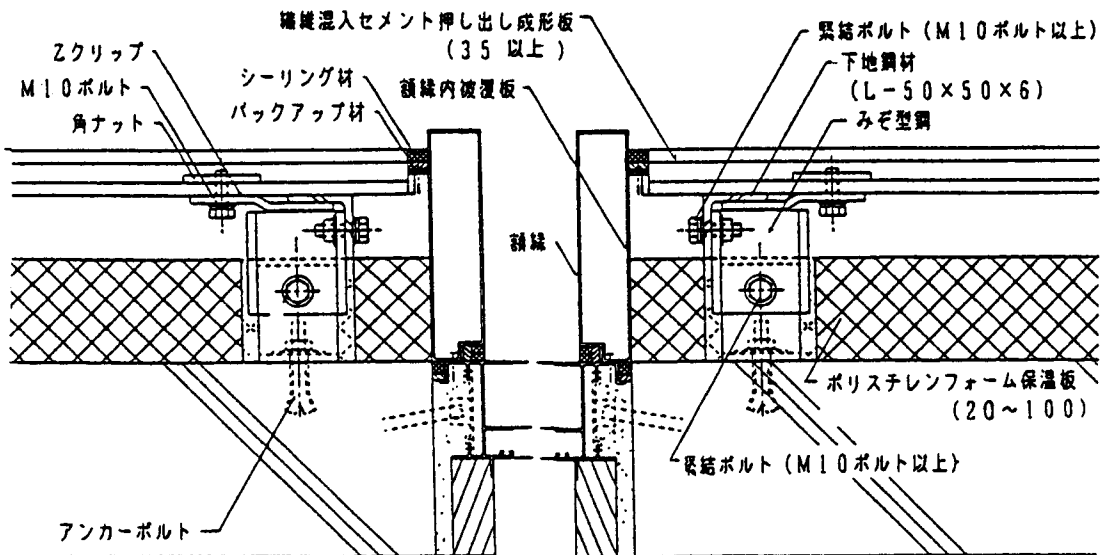 繊維混入セメント押し出し成形板
(35 以上)
Zクリップ
M10ボルト
角ナット
シーリング材
バックアップ材
額縁内被覆板
緊結ボルト(M10ボルト以上)
下地鋼材
(L-50×50×6)
みぞ型鋼
額縁
ポリスチレンフォーム保温板
(20~100)
緊結ボルト(M10ボルト以上)
アンカーボルト